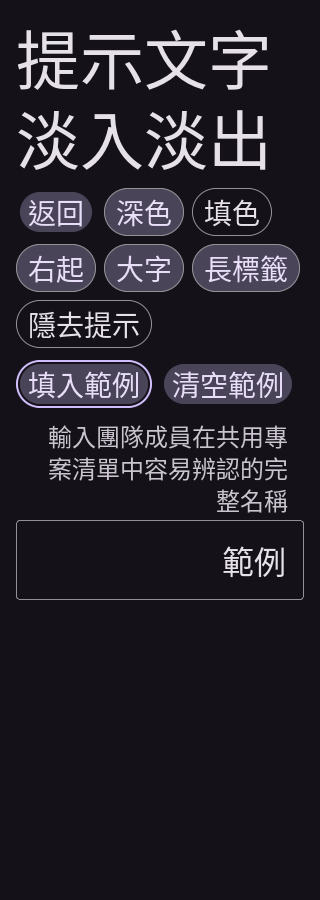 提示文字
淡入淡出
返回 深色 填色
右起 大字 長標籤
隱去提示
填入範例 清空範例
輸入團隊成員在共用專
案清單中容易辨認的完
整名稱
範例